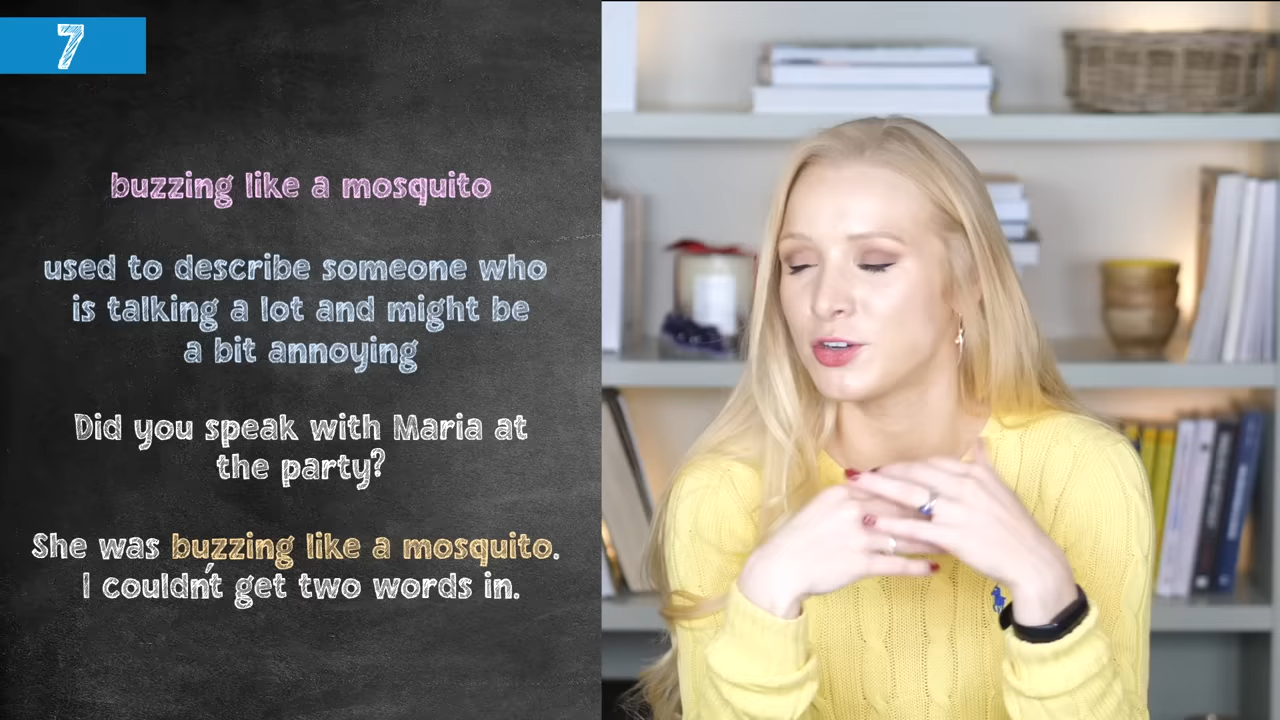 7
buzzing like a mosquito
used to describe someone who
is talking a lot and might be
a bit annoying
Did you speak with Maria at
the party?
She was buzzing like a mosquito.
I couldn't get two words in.